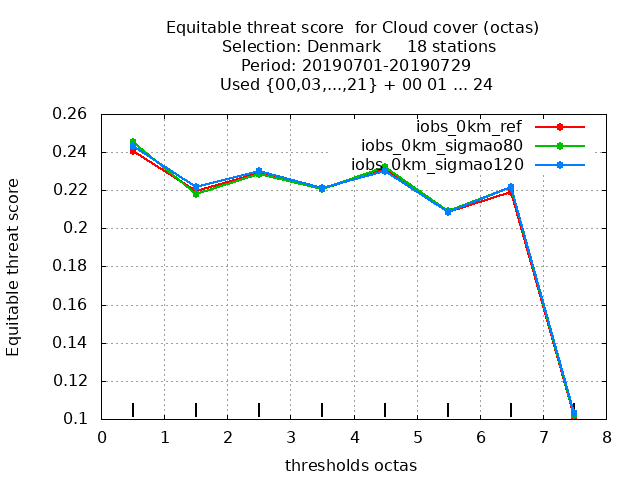 Equitable threat score  for Cloud cover (octas)
Selection: Denmark     18 stations
Period: 20190701-20190729
Used {00,03,...,21} + 00 01 ... 24
iobs_0km_ref
iobs_0km_sigmao80
iobs_0km_sigmao120
Equitable threat score
0.26
0.24
0.22
0.2
0.18
0.16
0.14
0.12
0.1
0 1 2 3 4 5 6 7 8
thresholds octas